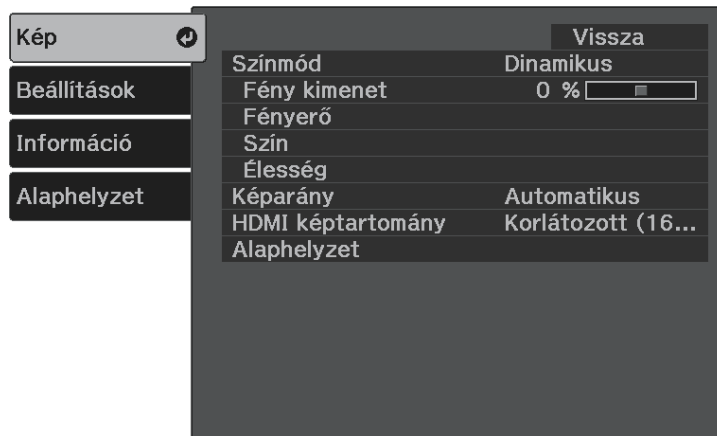 Kép
Beállítások
Információ
Alaphelyzet
Vissza
Színmód Dinamikus
Fény kimenet 0 %
Fényerő
Szín
Élesség
Képarány Automatikus
HDMI képtartomány Korlátozott (16...
Alaphelyzet